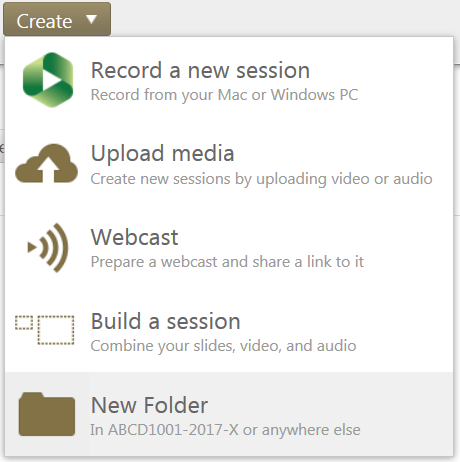 Create
Record a new session
Record from your Mac or Windows PC
Upload media
Create new sessions by uploading video or audio
Webcast
Prepare a webcast and share a link to it
Build a session
Combine your slides, video, and audio
New Folder
In ABCD1001-2017-X or anywhere else